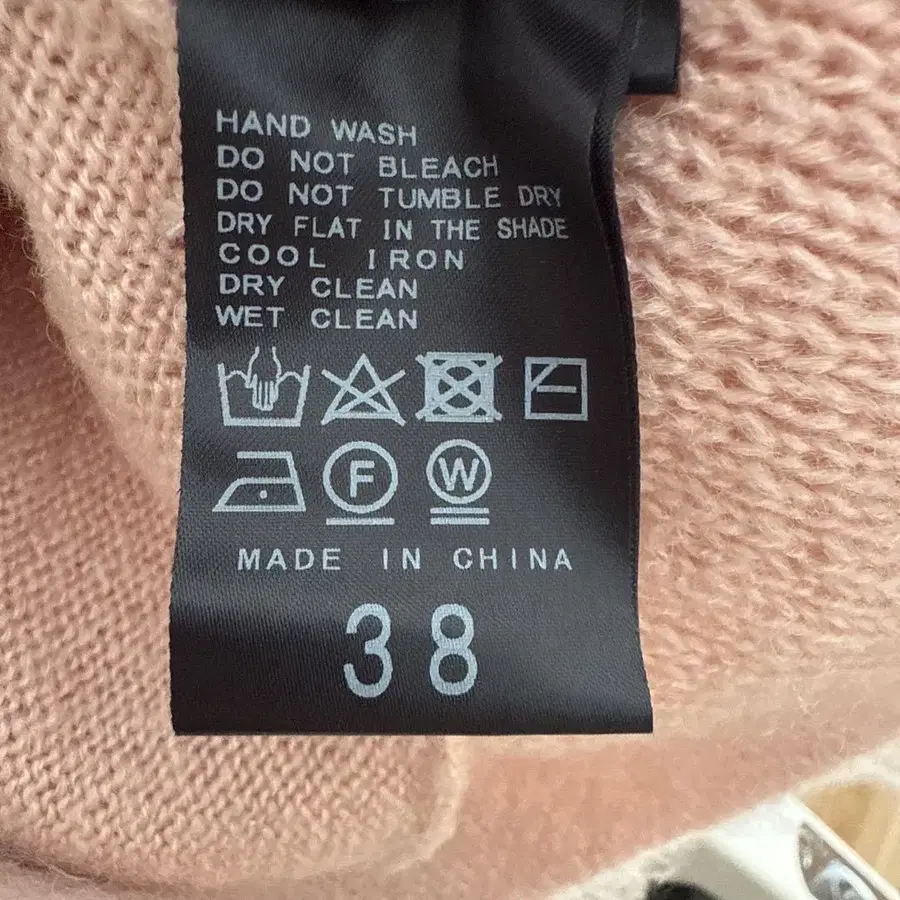 HAND WASH
DO NOT BLEACH
DO NOT TUMBLE DRY
DRY FLAT IN THE SHADE
COOL IRON
DRY CLEAN
WET CLEAN
F W
MADE IN CHINA
38